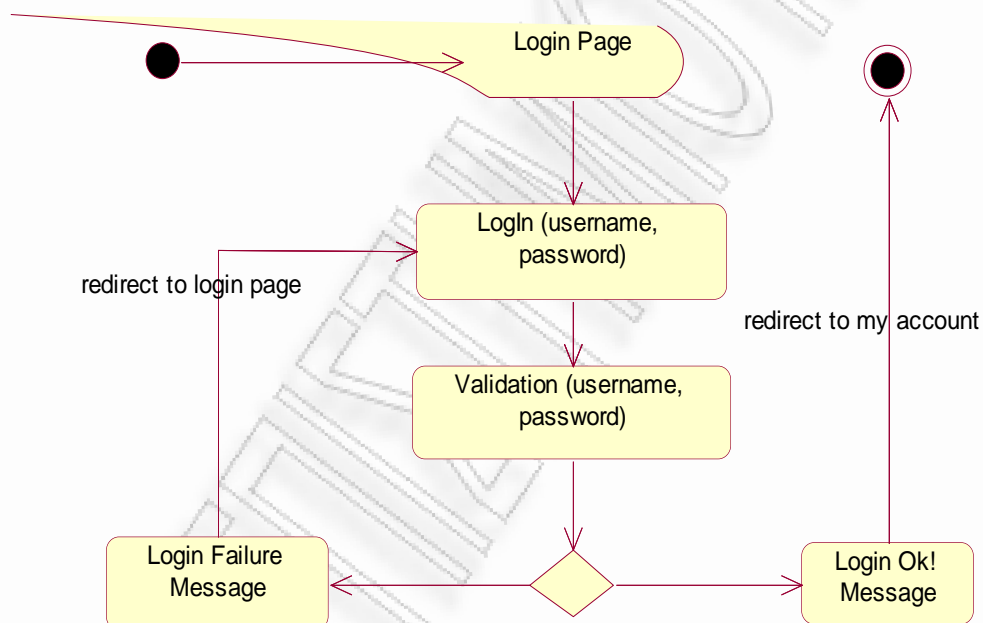 Login Page
LogIn (username,
password)
redirect to login page
redirect to my account
Validation (username,
password)
Login Failure
Message
Login Ok!
Message